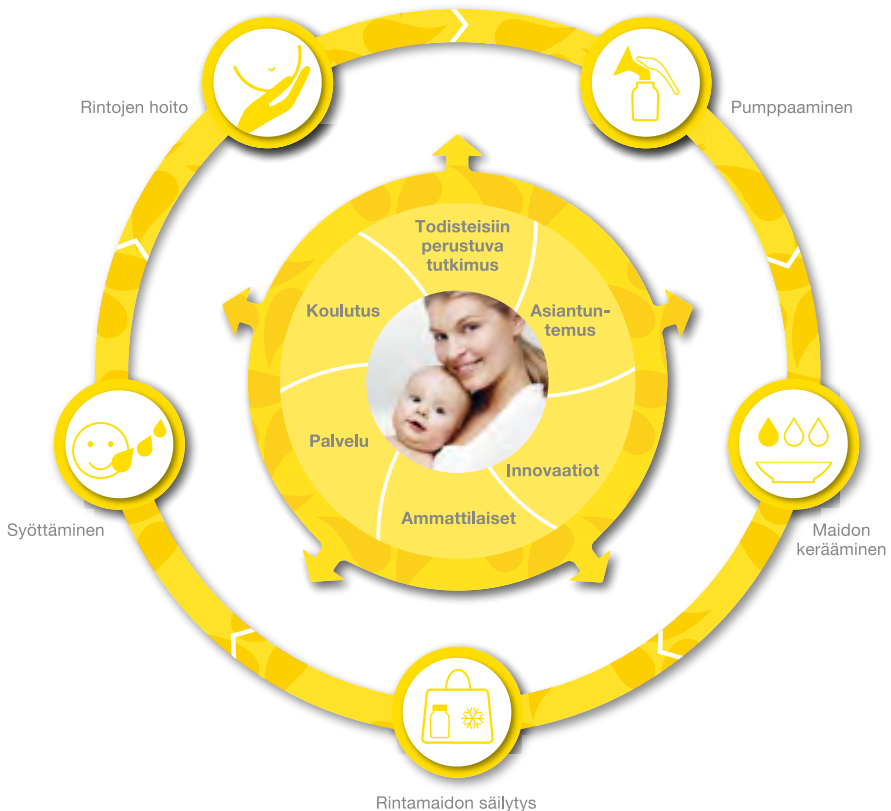 Rintojen hoito
Pumppaaminen
Todisteisiin
perustuva
tutkimus
Koulutus
Asiantun-
temus
Palvelu
Innovaatiot
Ammattilaiset
Syöttäminen
Maidon
kerääminen
Rintamaidon säilytys